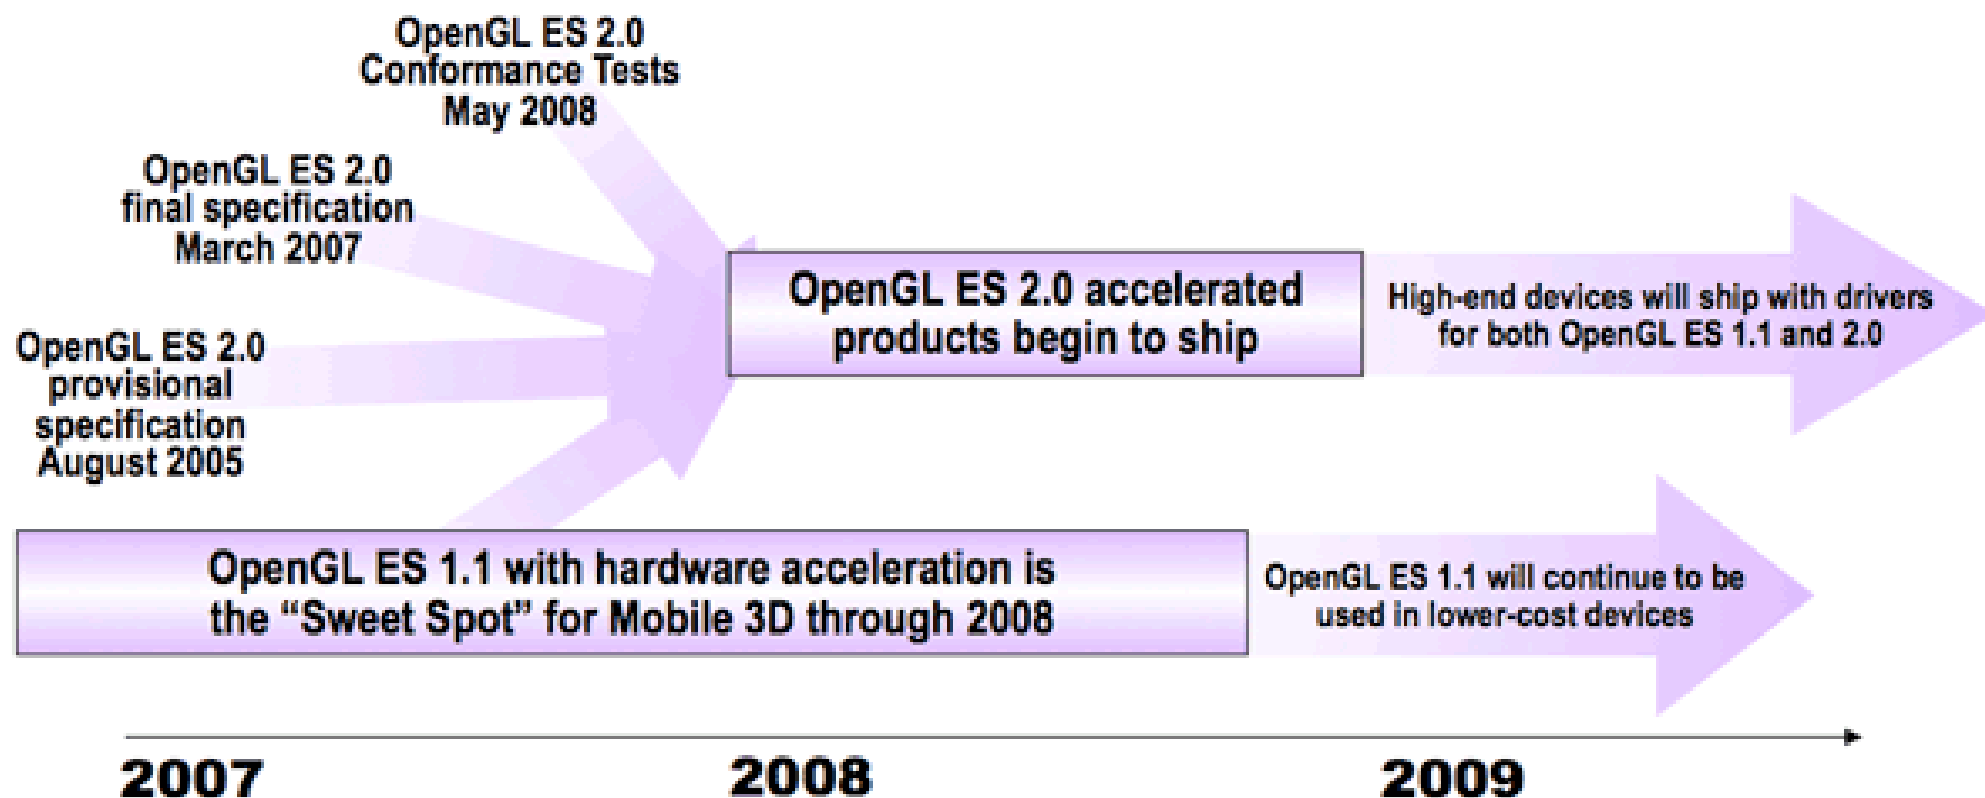 OpenGL ES 2.0
Conformance Tests
May 2008
OpenGL ES 2.0
final specification
March 2007
OpenGL ES 2.0
provisional
specification
August 2005
OpenGL ES 2.0 accelerated
products begin to ship
High-end devices will ship with drivers
for both OpenGL ES 1.1 and 2.0
OpenGL ES 1.1 with hardware acceleration is
the “Sweet Spot” for Mobile 3D through 2008
OpenGL ES 1.1 will continue to be
used in lower-cost devices
2007
2008
2009